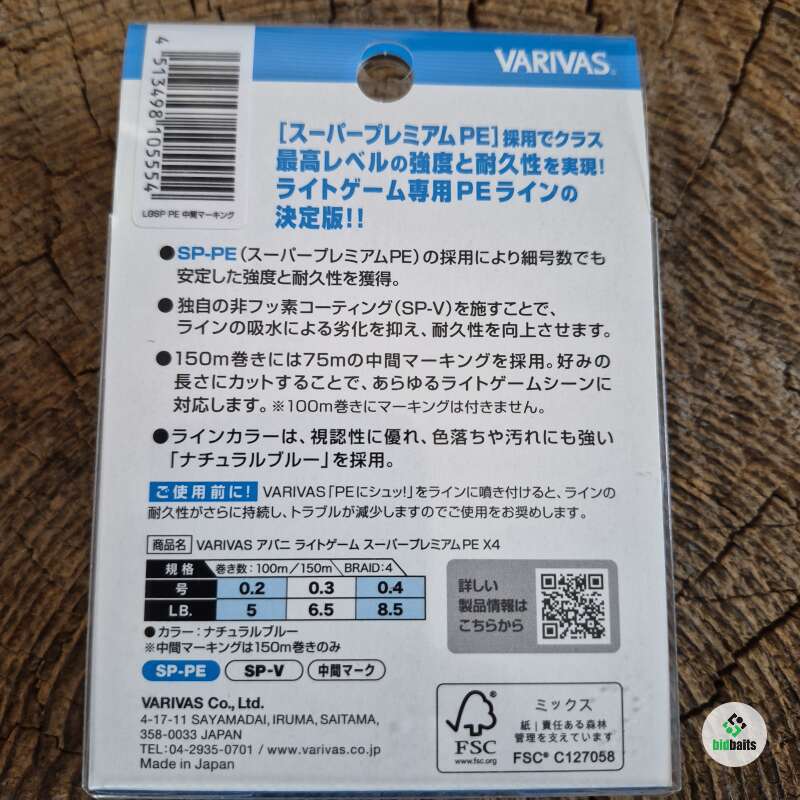 VARIVAS®
4513498105554
LGSP PE 中間マーキング
[スーパープレミアムPE]採用でクラス
最高レベルの強度と耐久性を実現!
ライトゲーム専用PEラインの
決定版!!
●SP-PE(スーパープレミアムPE)の採用により細号数でも
安定した強度と耐久性を獲得。
●独自の非フッ素コーティング(SP-V)を施すことで、
ラインの吸水による劣化を抑え、耐久性を向上させます。
●150m巻きには75mの中間マーキングを採用。好みの
長さにカットすることで、あらゆるライトゲームシーンに
対応します。※100m巻きにマーキングは付きません。
●ラインカラーは、視認性に優れ、色落ちや汚れにも強い
「ナチュラルブルー」を採用。
ご使用前に! VARIVAS「PEにシュッ!」をラインに噴き付けると、ラインの
耐久性がさらに持続し、トラブルが減少しますのでご使用をお奨めします。
商品名 VARIVAS アバニ ライトゲーム スーパープレミアムPE X4
規格 巻き数:100m/150m BRAID:4
号 0.2 0.3 0.4
LB. 5 6.5 8.5
詳しい
製品情報は
こちらから
●カラー:ナチュラルブルー
※中間マーキングは150m巻きのみ
SP-PE SP-V 中間マーク
VARIVAS Co., Ltd.
4-17-11 SAYAMADAI, IRUMA, SAITAMA,
358-0033 JAPAN
TEL:04-2935-0701 / www.varivas.co.jp
Made in Japan
FSC
www.fsc.org
ミックス
紙|責任ある森林
管理を支えています
FSC® C127058
bidbaits